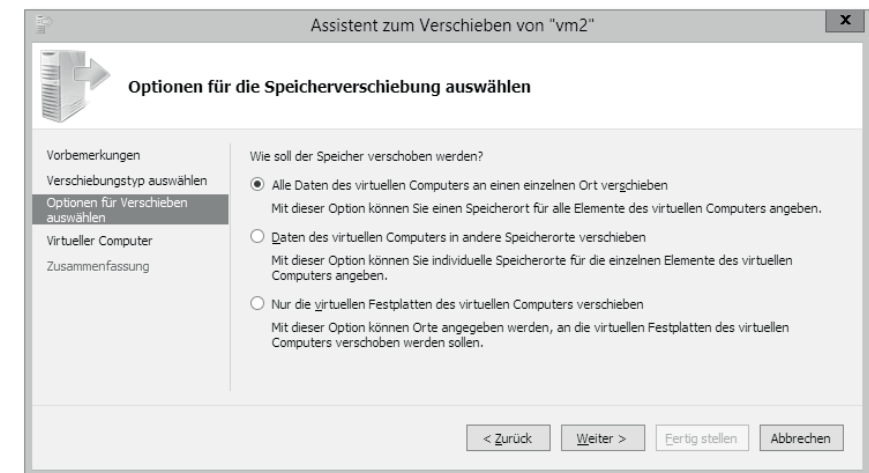 Assistent zum Verschieben von "vm2"
x
Optionen für die Speicherverschiebung auswählen
Vorbemerkungen
Verschiebungstyp auswählen
Optionen für Verschieben
auswählen
Virtueller Computer
Zusammenfassung
Wie soll der Speicher verschoben werden?
Alle Daten des virtuellen Computers an einen einzelnen Ort verschieben
Mit dieser Option können Sie einen Speicherort für alle Elemente des virtuellen Computers angeben.
Daten des virtuellen Computers in andere Speicherorte verschieben
Mit dieser Option können Sie individuelle Speicherorte für die einzelnen Elemente des virtuellen
Computers angeben.
Nur die virtuellen Festplatten des virtuellen Computers verschieben
Mit dieser Option können Orte angegeben werden, an die virtuellen Festplatten des virtuellen
Computers verschoben werden sollen.
< Zurück
Weiter >
Fertig stellen
Abbrechen